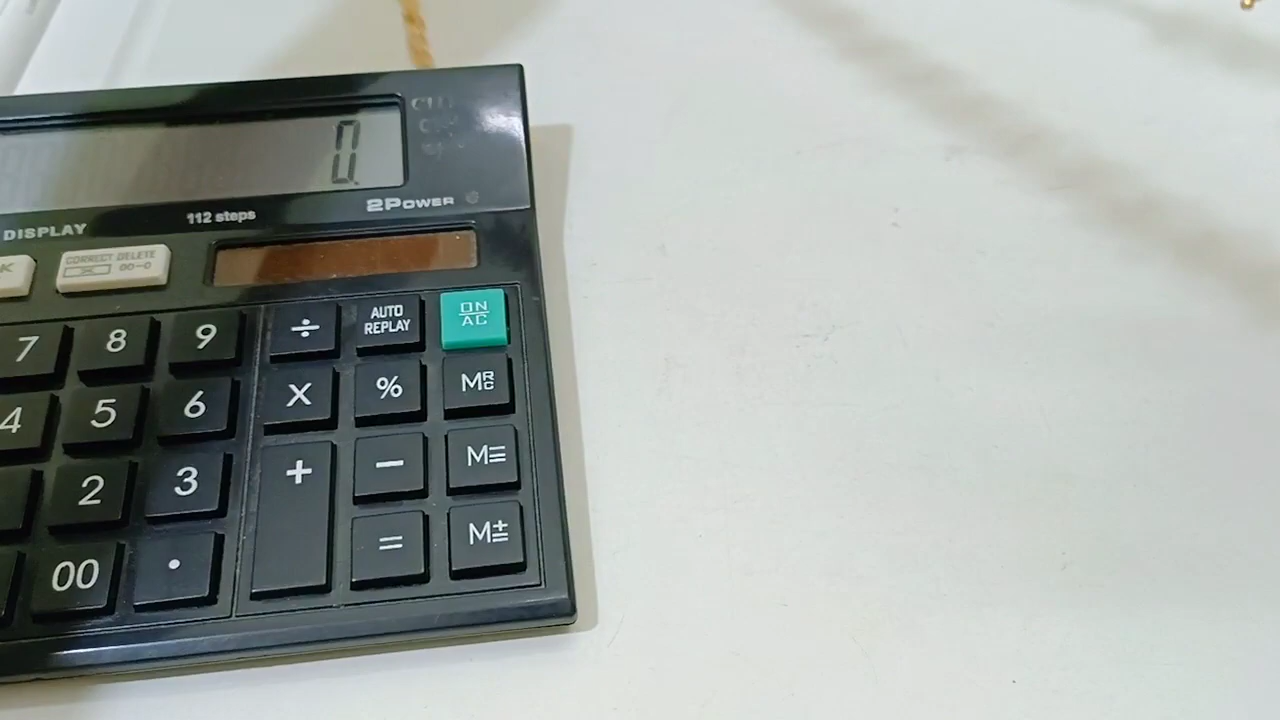 0.
112 steps
2POWER
DISPLAY
CORRECT DELETE
00→0
AUTO
REPLAY
ON
AC
7 8 9 ÷
4 5 6 X % MRC
2 3 + − M=
00 . = M±